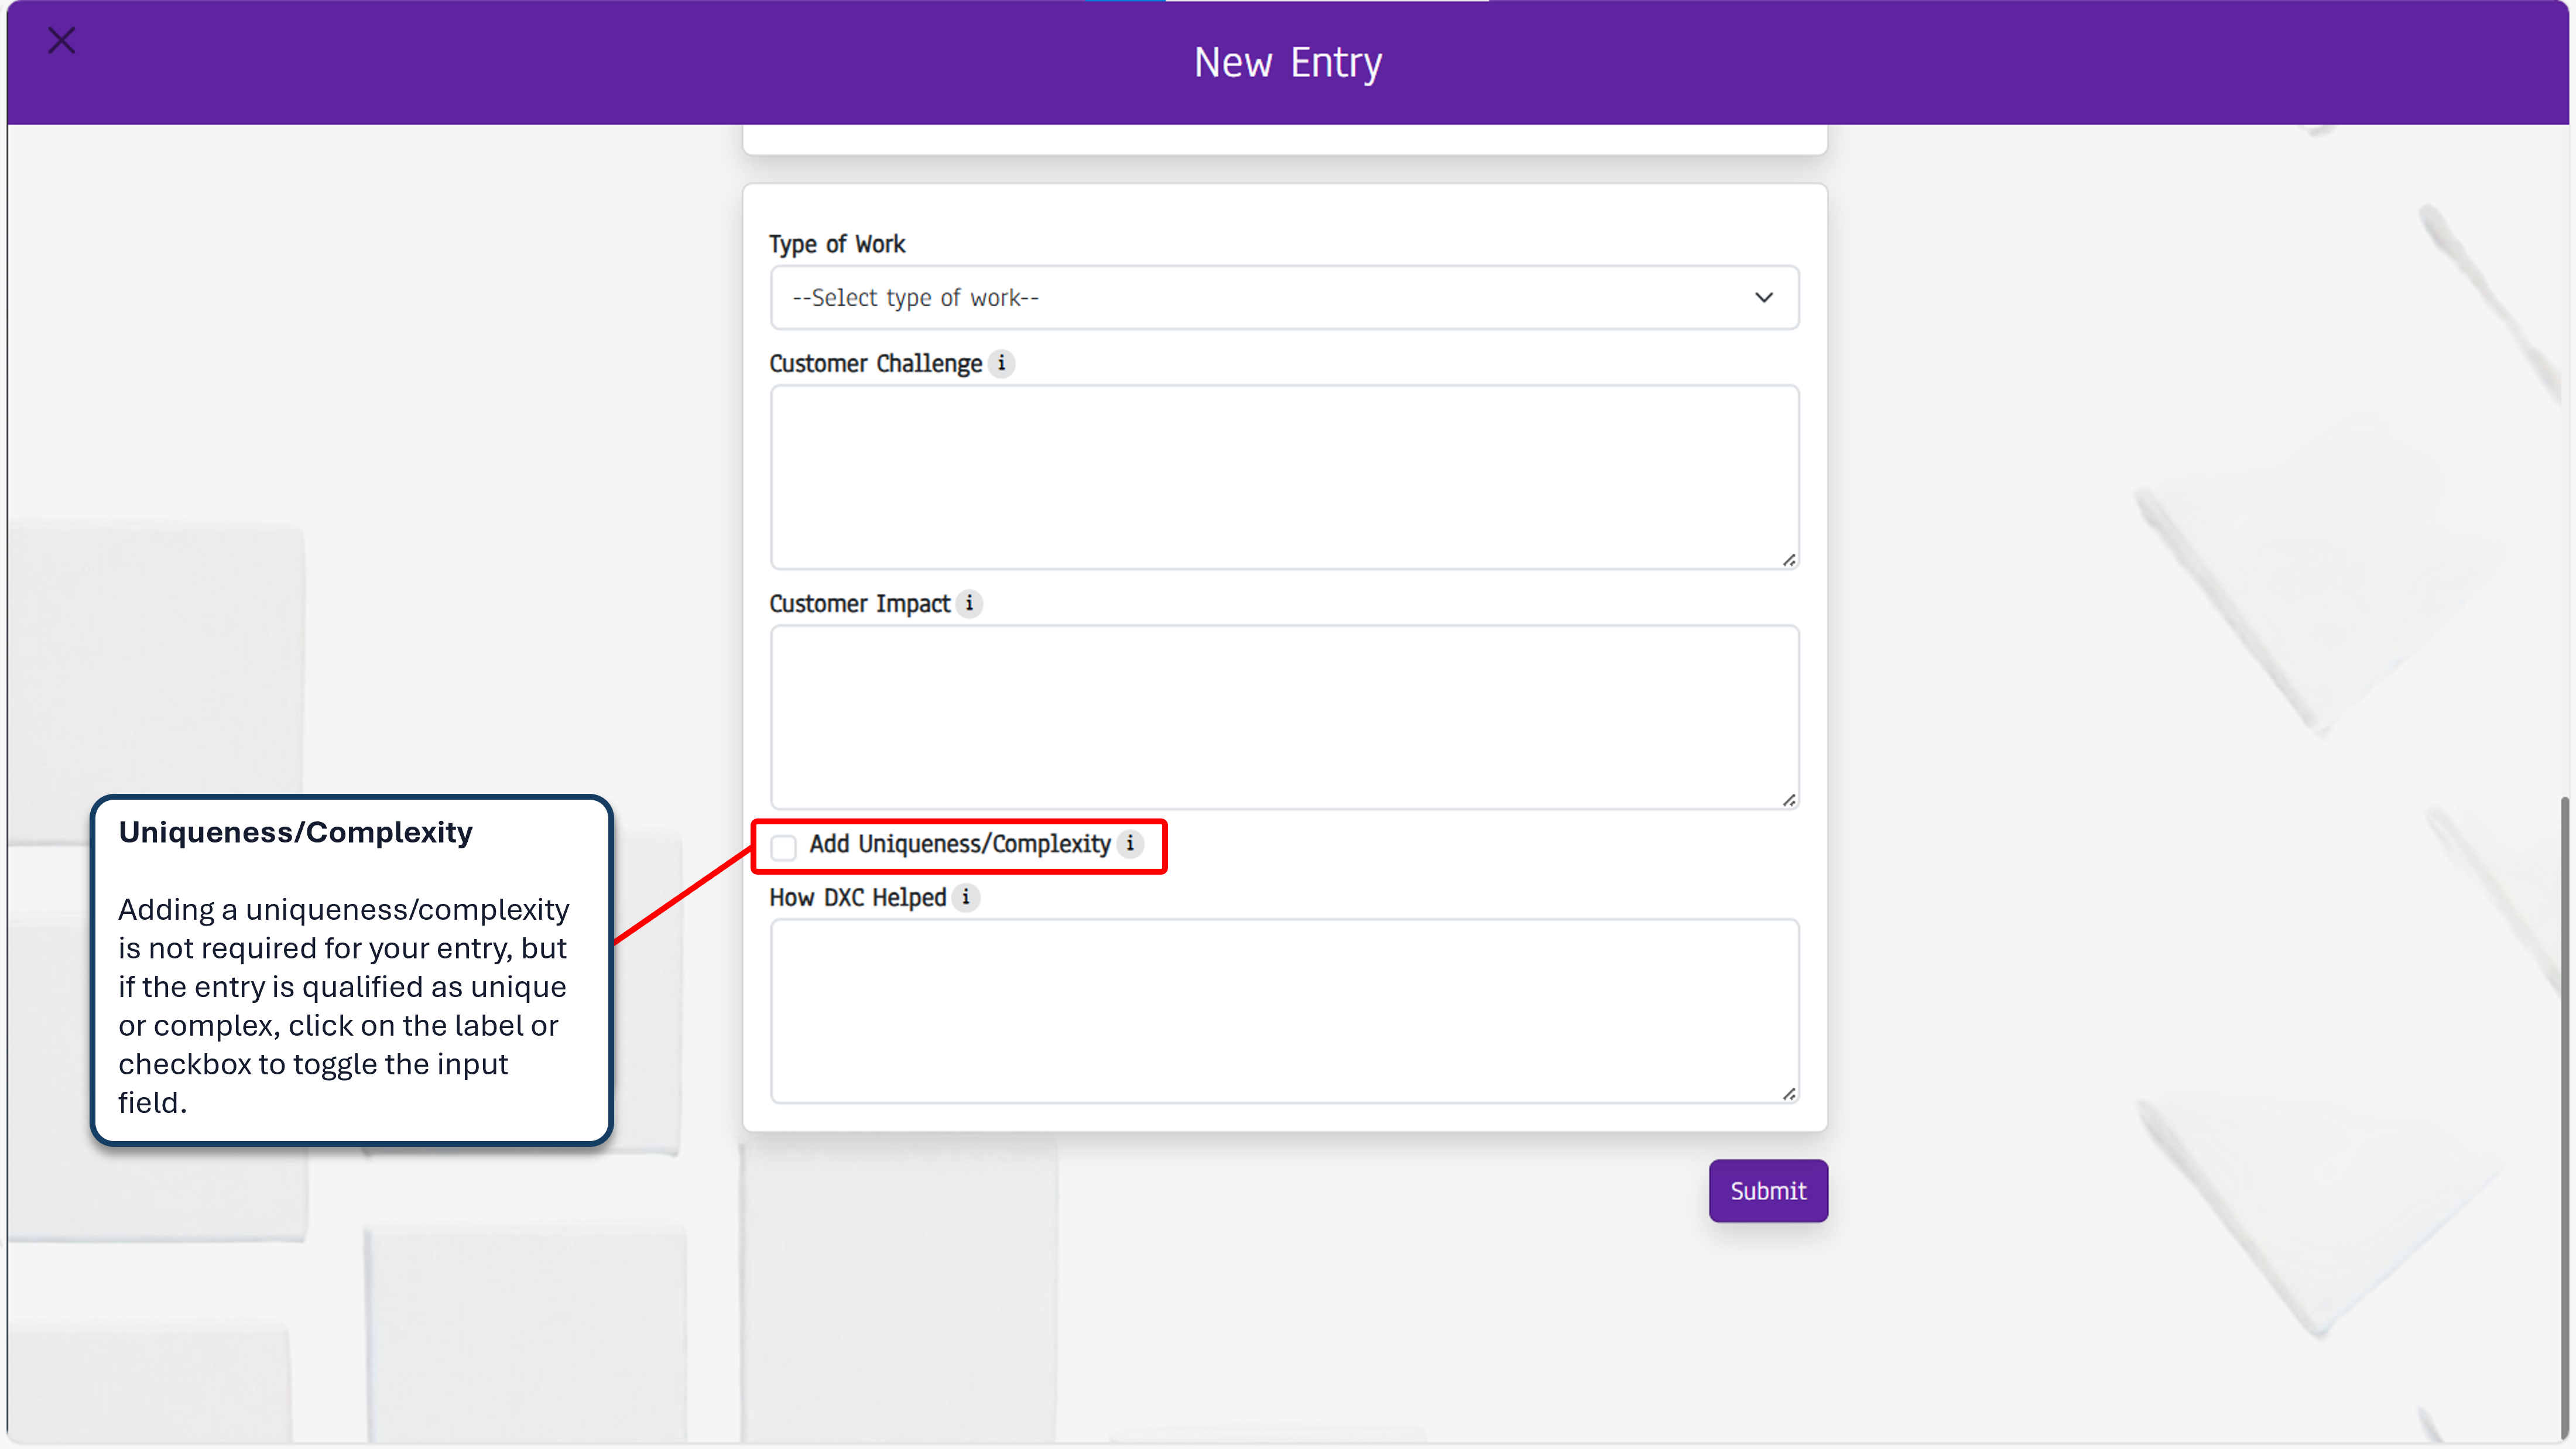 New Entry
Type of Work
--Select type of work--
Customer Challenge i
Customer Impact i
Add Uniqueness/Complexity i
How DXC Helped i
Submit
Uniqueness/Complexity
Adding a uniqueness/complexity
is not required for your entry, but
if the entry is qualified as unique
or complex, click on the label or
checkbox to toggle the input
field.